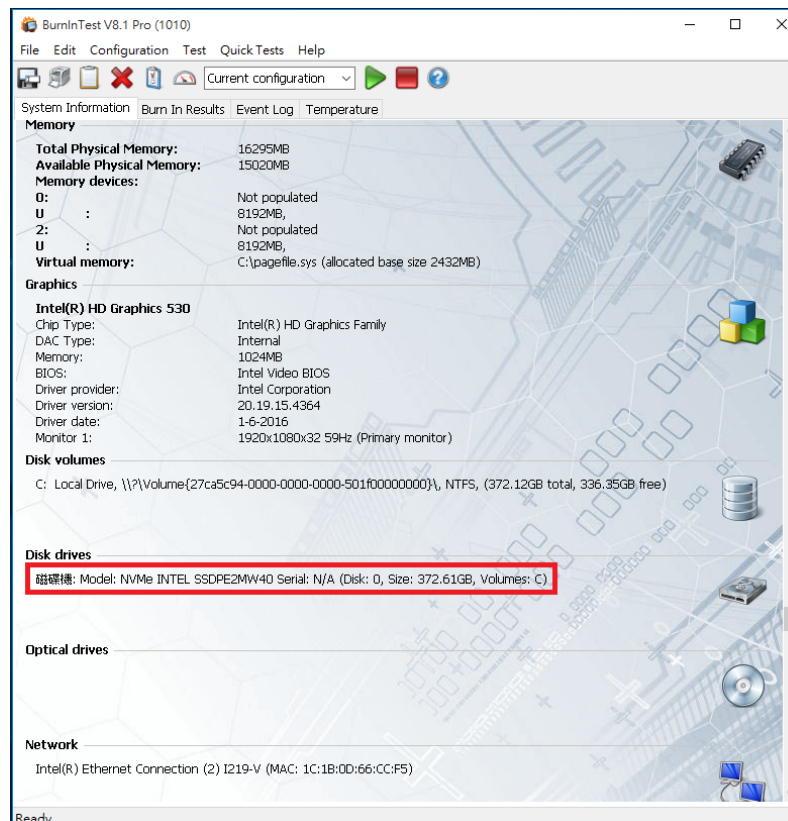 BurnInTest V8.1 Pro (1010)
File Edit Configuration Test Quick Tests Help
Current configuration
System Information Burn In Results Event Log Temperature
Memory
Total Physical Memory: 16295MB
Available Physical Memory: 15020MB
Memory devices:
0: Not populated
U : 8192MB,
2: Not populated
U : 8192MB,
Virtual memory: C:\pagefile.sys (allocated base size 2432MB)
Graphics
Intel(R) HD Graphics 530
Chip Type: Intel(R) HD Graphics Family
DAC Type: Internal
Memory: 1024MB
BIOS: Intel Video BIOS
Driver provider: Intel Corporation
Driver version: 20.19.15.4364
Driver date: 1-6-2016
Monitor 1: 1920x1080x32 59Hz (Primary monitor)
Disk volumes
C: Local Drive, \\?\Volume{27ca5c94-0000-0000-0000-501f00000000}\, NTFS, (372.12GB total, 336.35GB free)
Disk drives
磁碟機: Model: NVMe INTEL SSDPE2MW40 Serial: N/A (Disk: 0, Size: 372.61GB, Volumes: C)
Optical drives
Network
Intel(R) Ethernet Connection (2) I219-V (MAC: 1C:1B:0D:66:CC:F5)
Ready